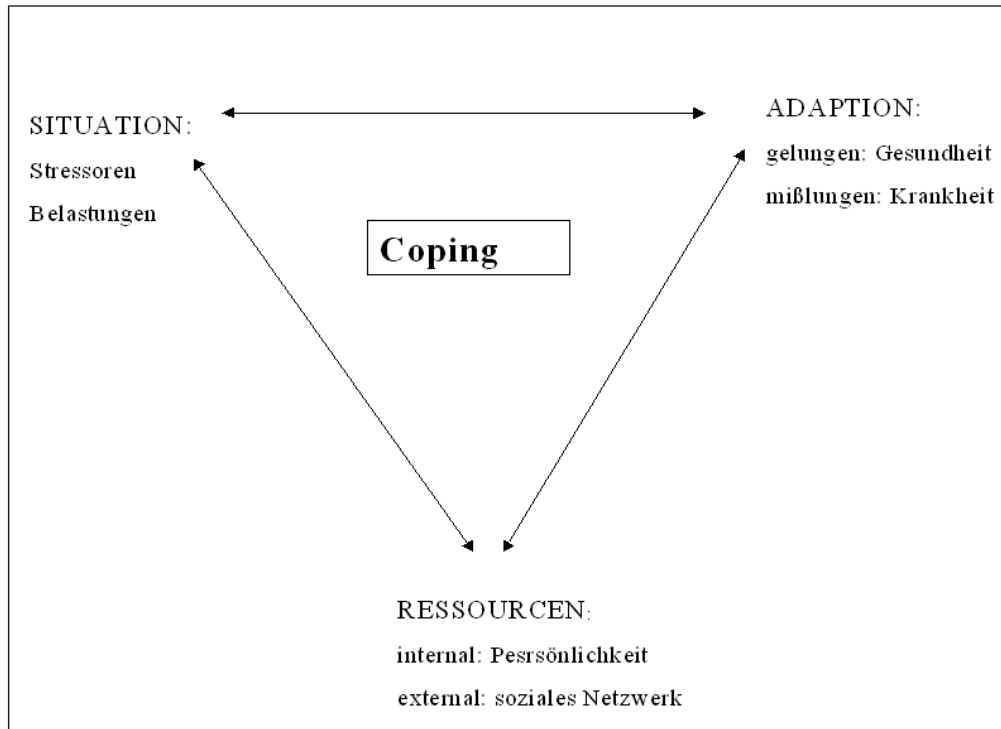 SITUATION:
Stressoren
Belastungen
ADAPTION:
gelungen: Gesundheit
mißlungen: Krankheit
Coping
RESSOURCEN:
internal: Pesrsönlichkeit
external: soziales Netzwerk